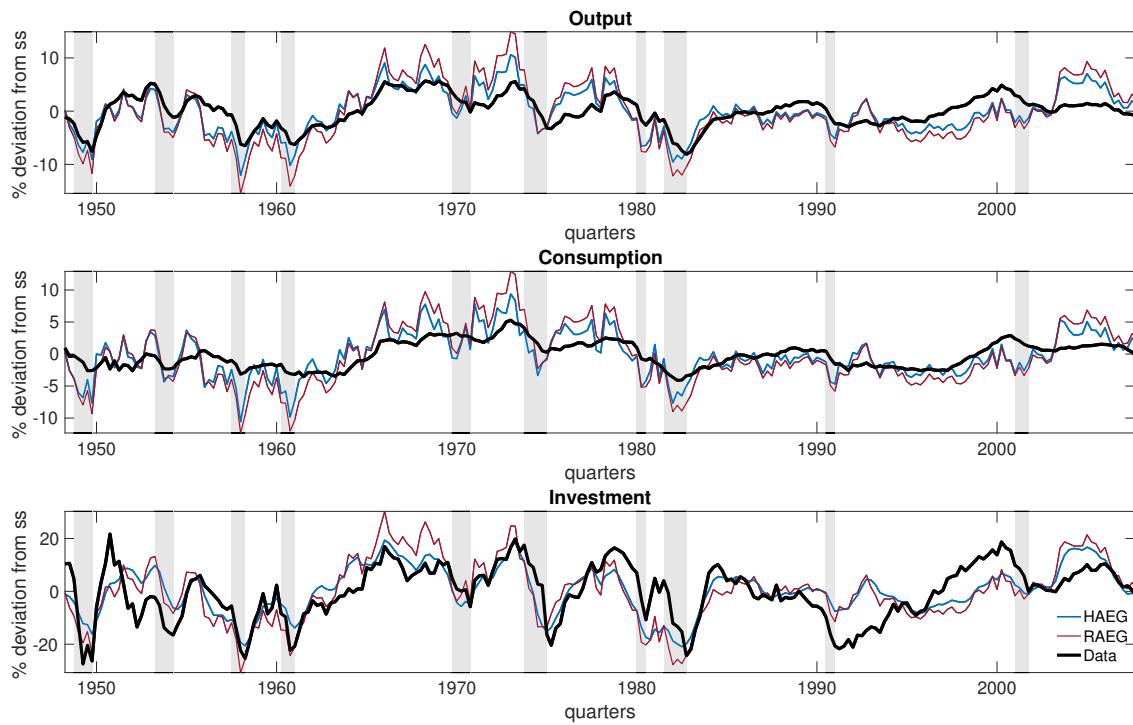 Output
% deviation from ss
10
0
-10
1950 1960 1970 1980 1990 2000
quarters
Consumption
% deviation from ss
10
5
0
-5
-10
1950 1960 1970 1980 1990 2000
quarters
Investment
% deviation from ss
20
0
-20
HAEG
RAEG
Data
1950 1960 1970 1980 1990 2000
quarters